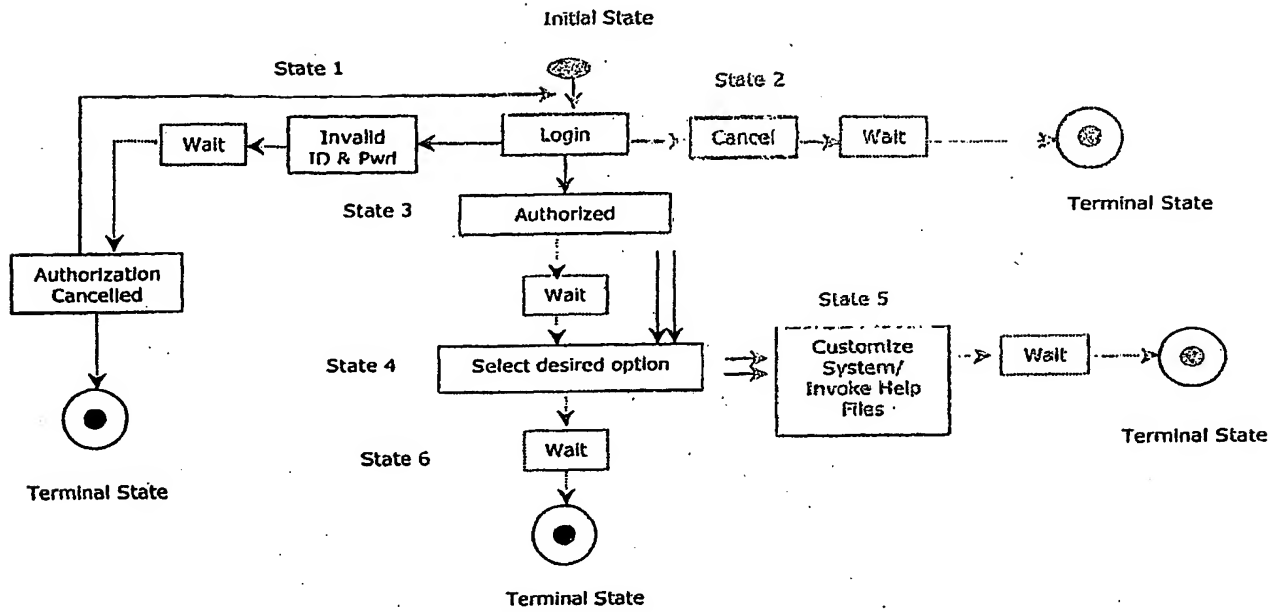 Initial State
State 1
State 2
Wait
Invalid
ID & Pwd
Login
Cancel
Wait
State 3
Authorized
Terminal State
Authorization
Cancelled
Wait
State 5
State 4
Select desired option
Customize
System/
Invoke Help
Files
Wait
Terminal State
State 6
Wait
Terminal State
Terminal State